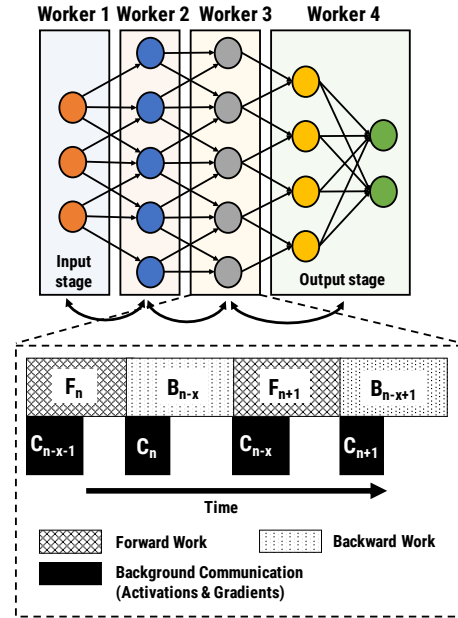 Worker 1 Worker 2 Worker 3 Worker 4
Input
stage
Output stage
Fn Bn-x Fn+1 Bn-x+1
Cn-x-1 Cn Cn-x Cn+1
Time
Forward Work
Backward Work
Background Communication
(Activations & Gradients)